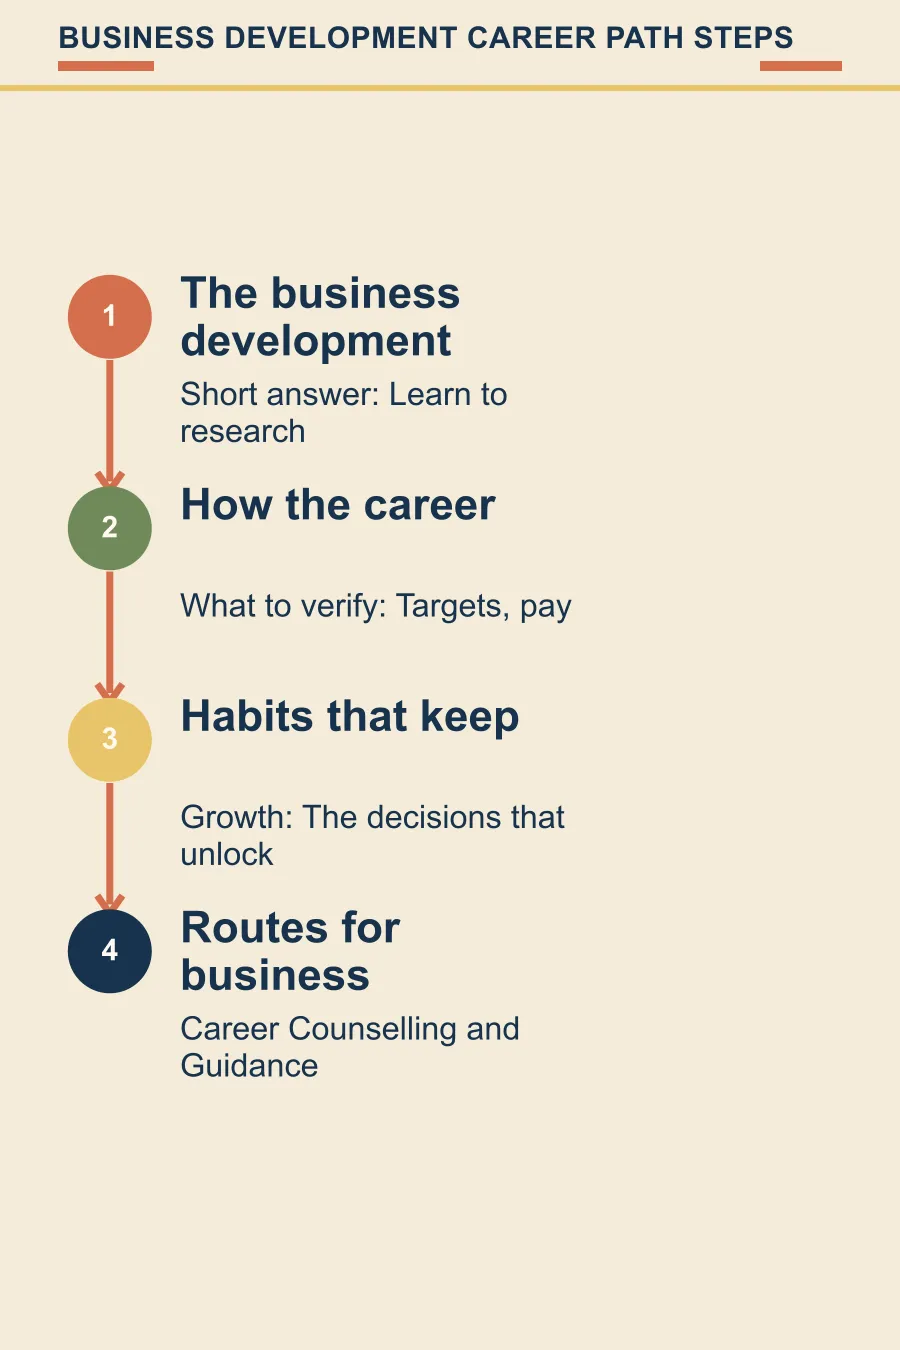 BUSINESS DEVELOPMENT CAREER PATH STEPS
1
The business
development
Short answer: Learn to
research
2
How the career
What to verify: Targets, pay
3
Habits that keep
Growth: The decisions that
unlock
4
Routes for
business
Career Counselling and
Guidance